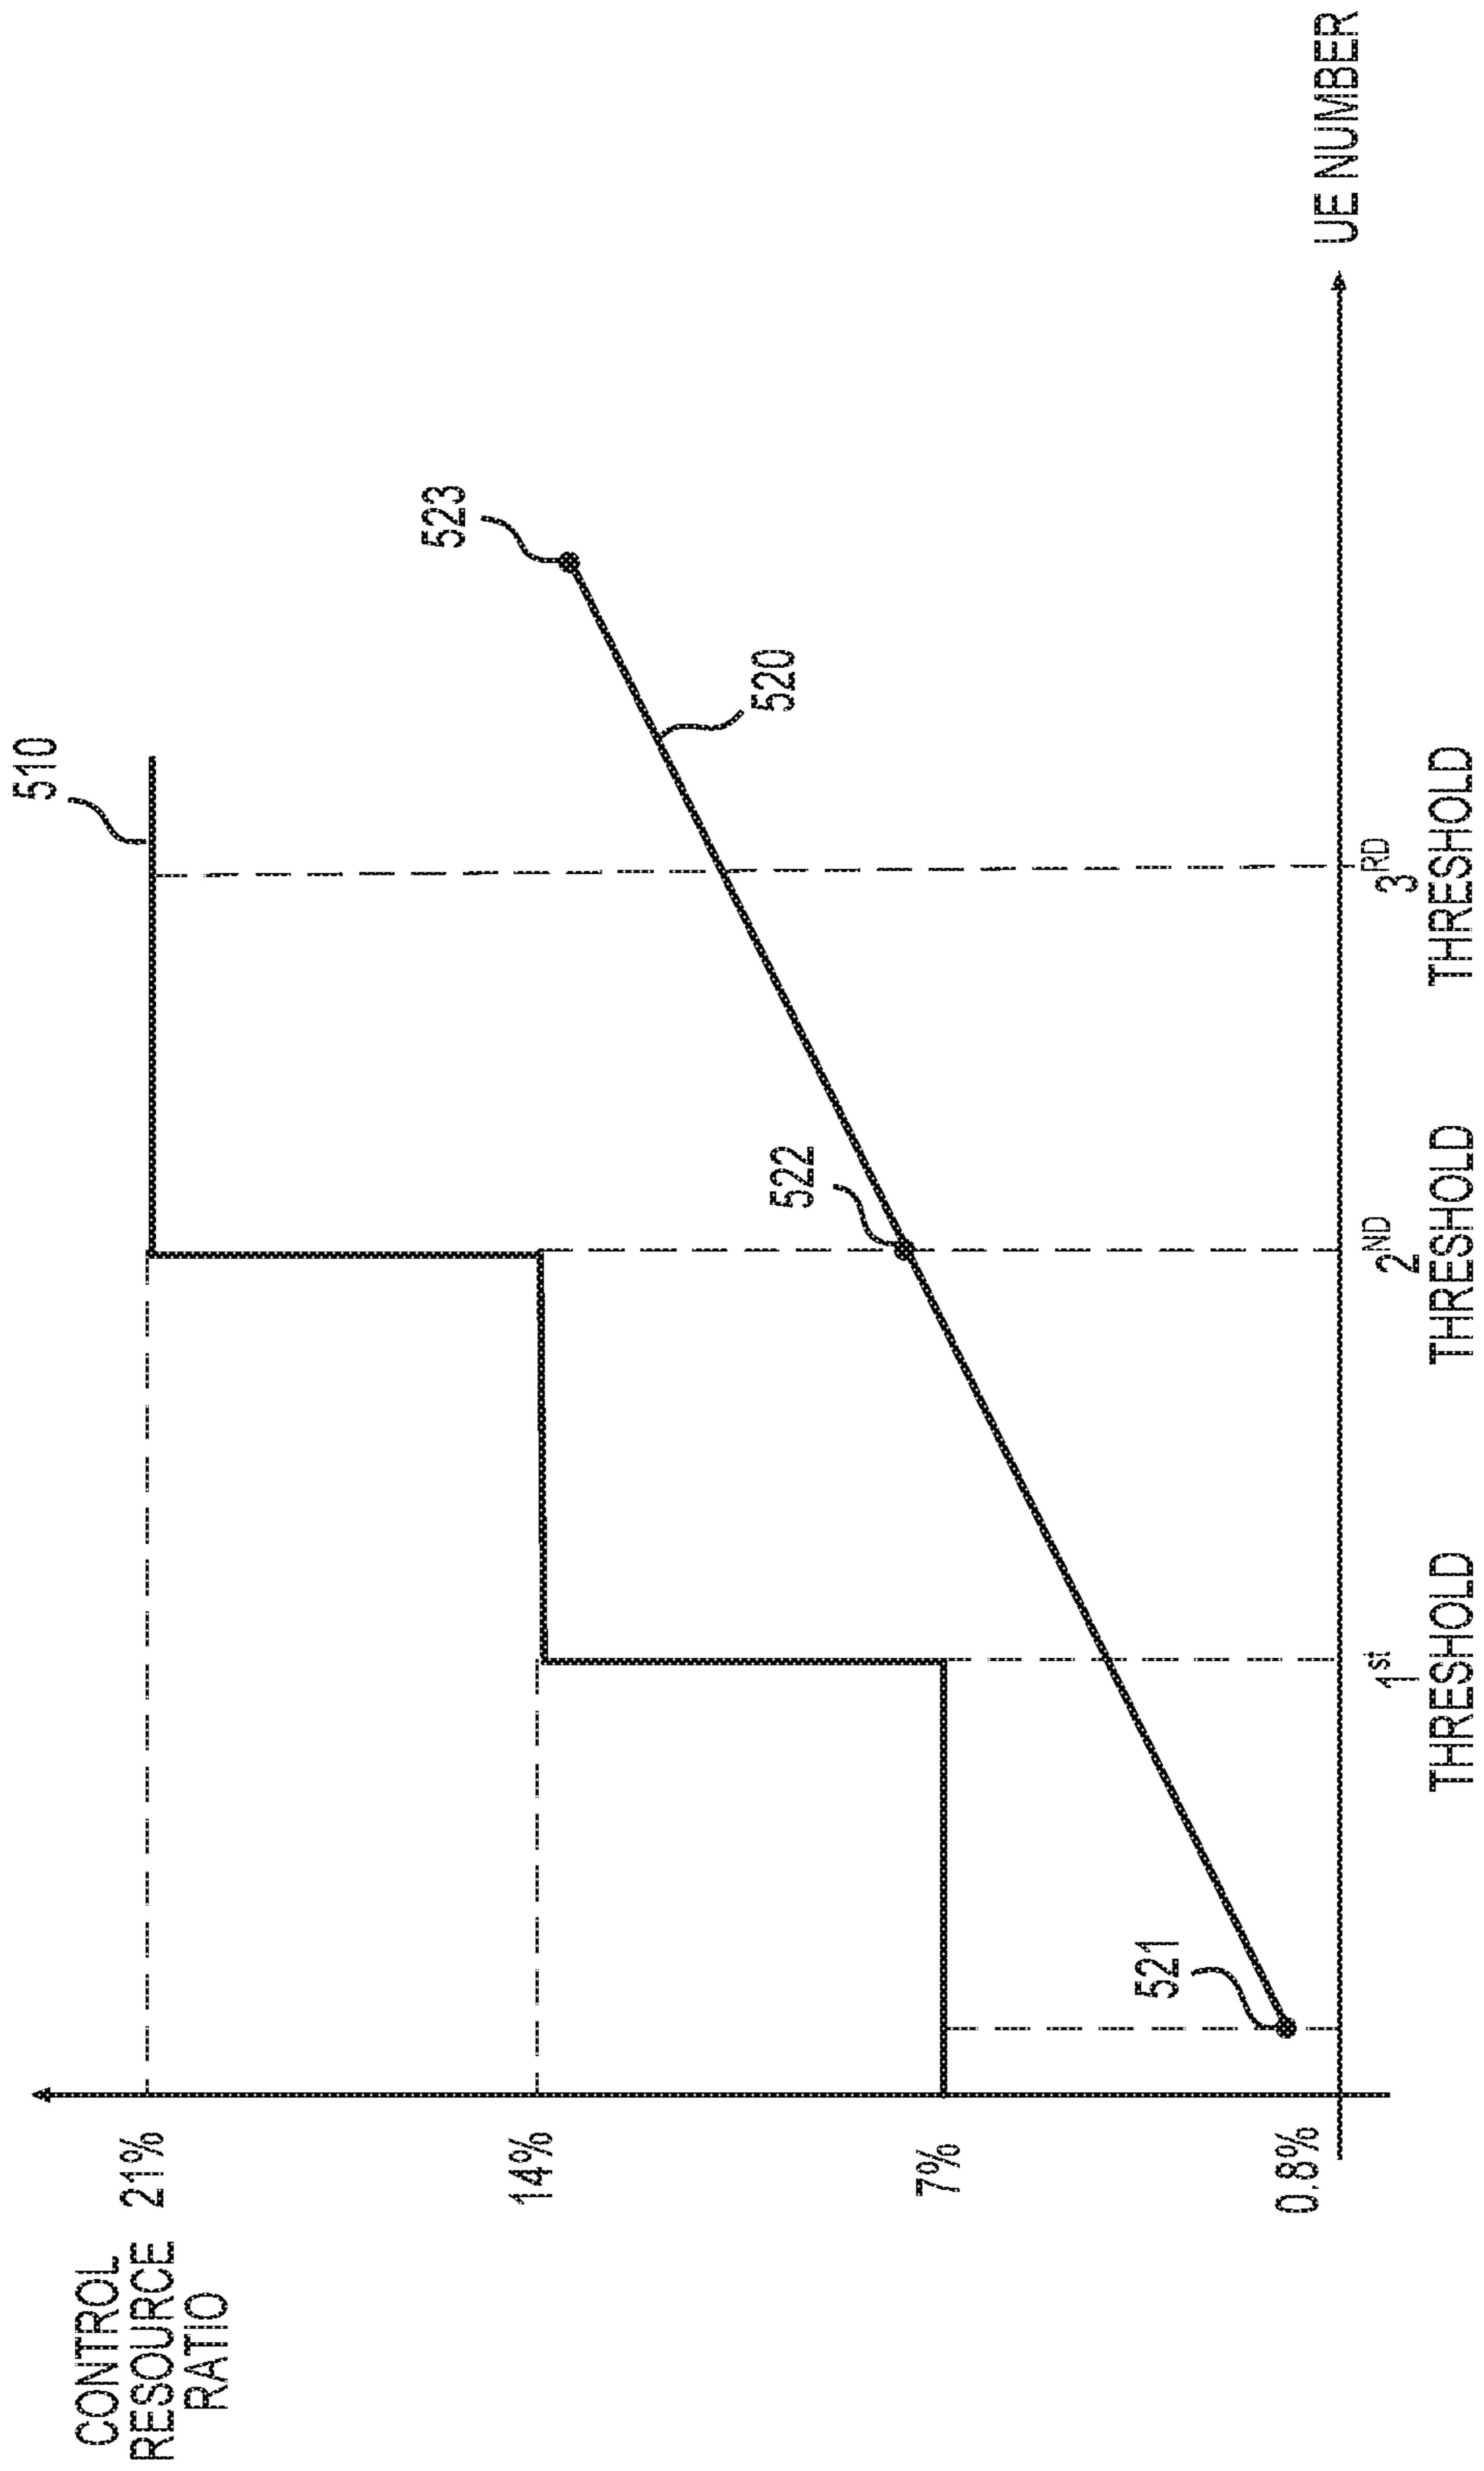 CONTROL
RESOURCE
RATIO
21%
14%
7%
0.8%
510
520
521
522
523
1st
THRESHOLD
2ND
THRESHOLD
3RD
THRESHOLD
UE NUMBER